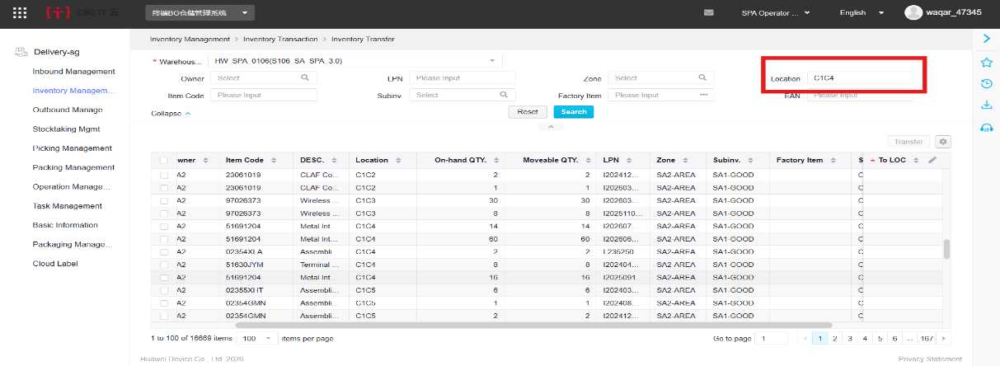 CBG IT 云 终端BG仓储管理系统 SPA Operator ... English waqar_47345
Inventory Management > Inventory Transaction > Inventory Transfer
Delivery-sg
Inbound Management
Inventory Managem...
Outbound Manage
Stocktaking Mgmt
Picking Management
Packing Management
Operation Manage...
Task Management
Basic Information
Packaging Manage...
Cloud Label
* Warehous... HW_SPA_0106(S106_SA_SPA_3.0)
Owner Select LPN Please Input Zone Select Location C1C4
Item Code Please Input Subinv. Select Factory Item Please Input EAN Please Input
Collapse Reset Search
Transfer
wner Item Code DESC. Location On-hand QTY. Moveable QTY. LPN Zone Subinv. Factory Item S * To LOC
A2 23061019 CLAF Co... C1C2 2 2 I202412... SA2-AREA SA1-GOOD C
A2 23061019 CLAF Co... C1C2 1 1 I202603... SA2-AREA SA1-GOOD C
A2 97026373 Wireless ... C1C3 30 30 I202603... SA2-AREA SA1-GOOD C
A2 97026373 Wireless ... C1C3 8 8 I2025110... SA2-AREA SA1-GOOD C
A2 51691204 Metal Int... C1C4 14 14 I202607... SA2-AREA SA1-GOOD C
A2 51691204 Metal Int... C1C4 60 60 I202606... SA2-AREA SA1-GOOD C
A2 02354XLA Assembli... C1C4 2 2 L235250 SA2-AREA SA1-GOOD C
A2 51630JYM Terminal ... C1C4 8 8 I202404... SA2-AREA SA1-GOOD C
A2 51691204 Metal Int... C1C4 16 16 I2025091... SA2-AREA SA1-GOOD C
A2 02355XHT Assembli... C1C5 6 6 I202403... SA2-AREA SA1-GOOD C
A2 02354GMN Assembli... C1C5 1 1 I202408... SA2-AREA SA1-GOOD C
A2 02354GMN Assembli... C1C5 2 2 I202412... SA2-AREA SA1-GOOD C
1 to 100 of 16669 items 100 items per page Go to page 1 1 2 3 4 5 6 ... 167
Huawei Device Co., Ltd. 2026 Privacy Statement